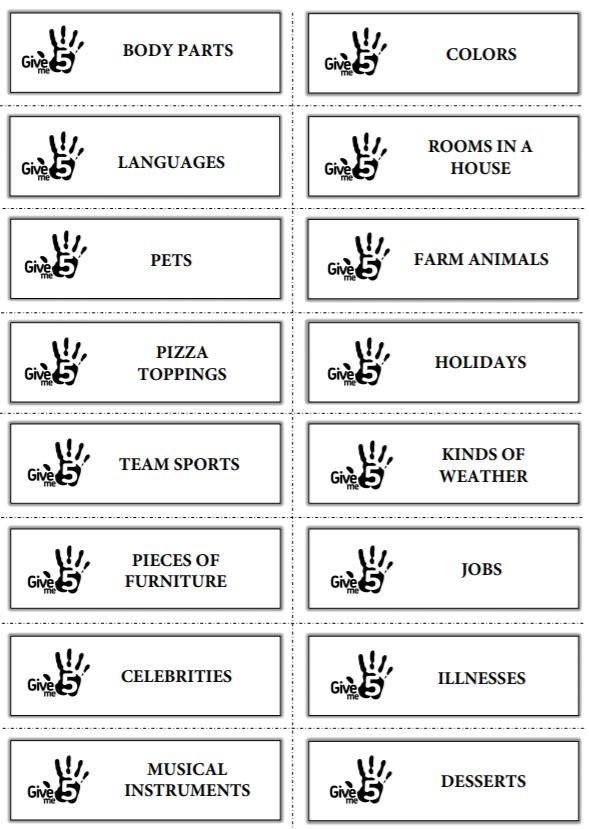 Give me 5
BODY PARTS
Give me 5
COLORS
Give me 5
LANGUAGES
Give me 5
ROOMS IN A
HOUSE
Give me 5
PETS
Give me 5
FARM ANIMALS
Give me 5
PIZZA
TOPPINGS
Give me 5
HOLIDAYS
Give me 5
TEAM SPORTS
Give me 5
KINDS OF
WEATHER
Give me 5
PIECES OF
FURNITURE
Give me 5
JOBS
Give me 5
CELEBRITIES
Give me 5
ILLNESSES
Give me 5
MUSICAL
INSTRUMENTS
Give me 5
DESSERTS